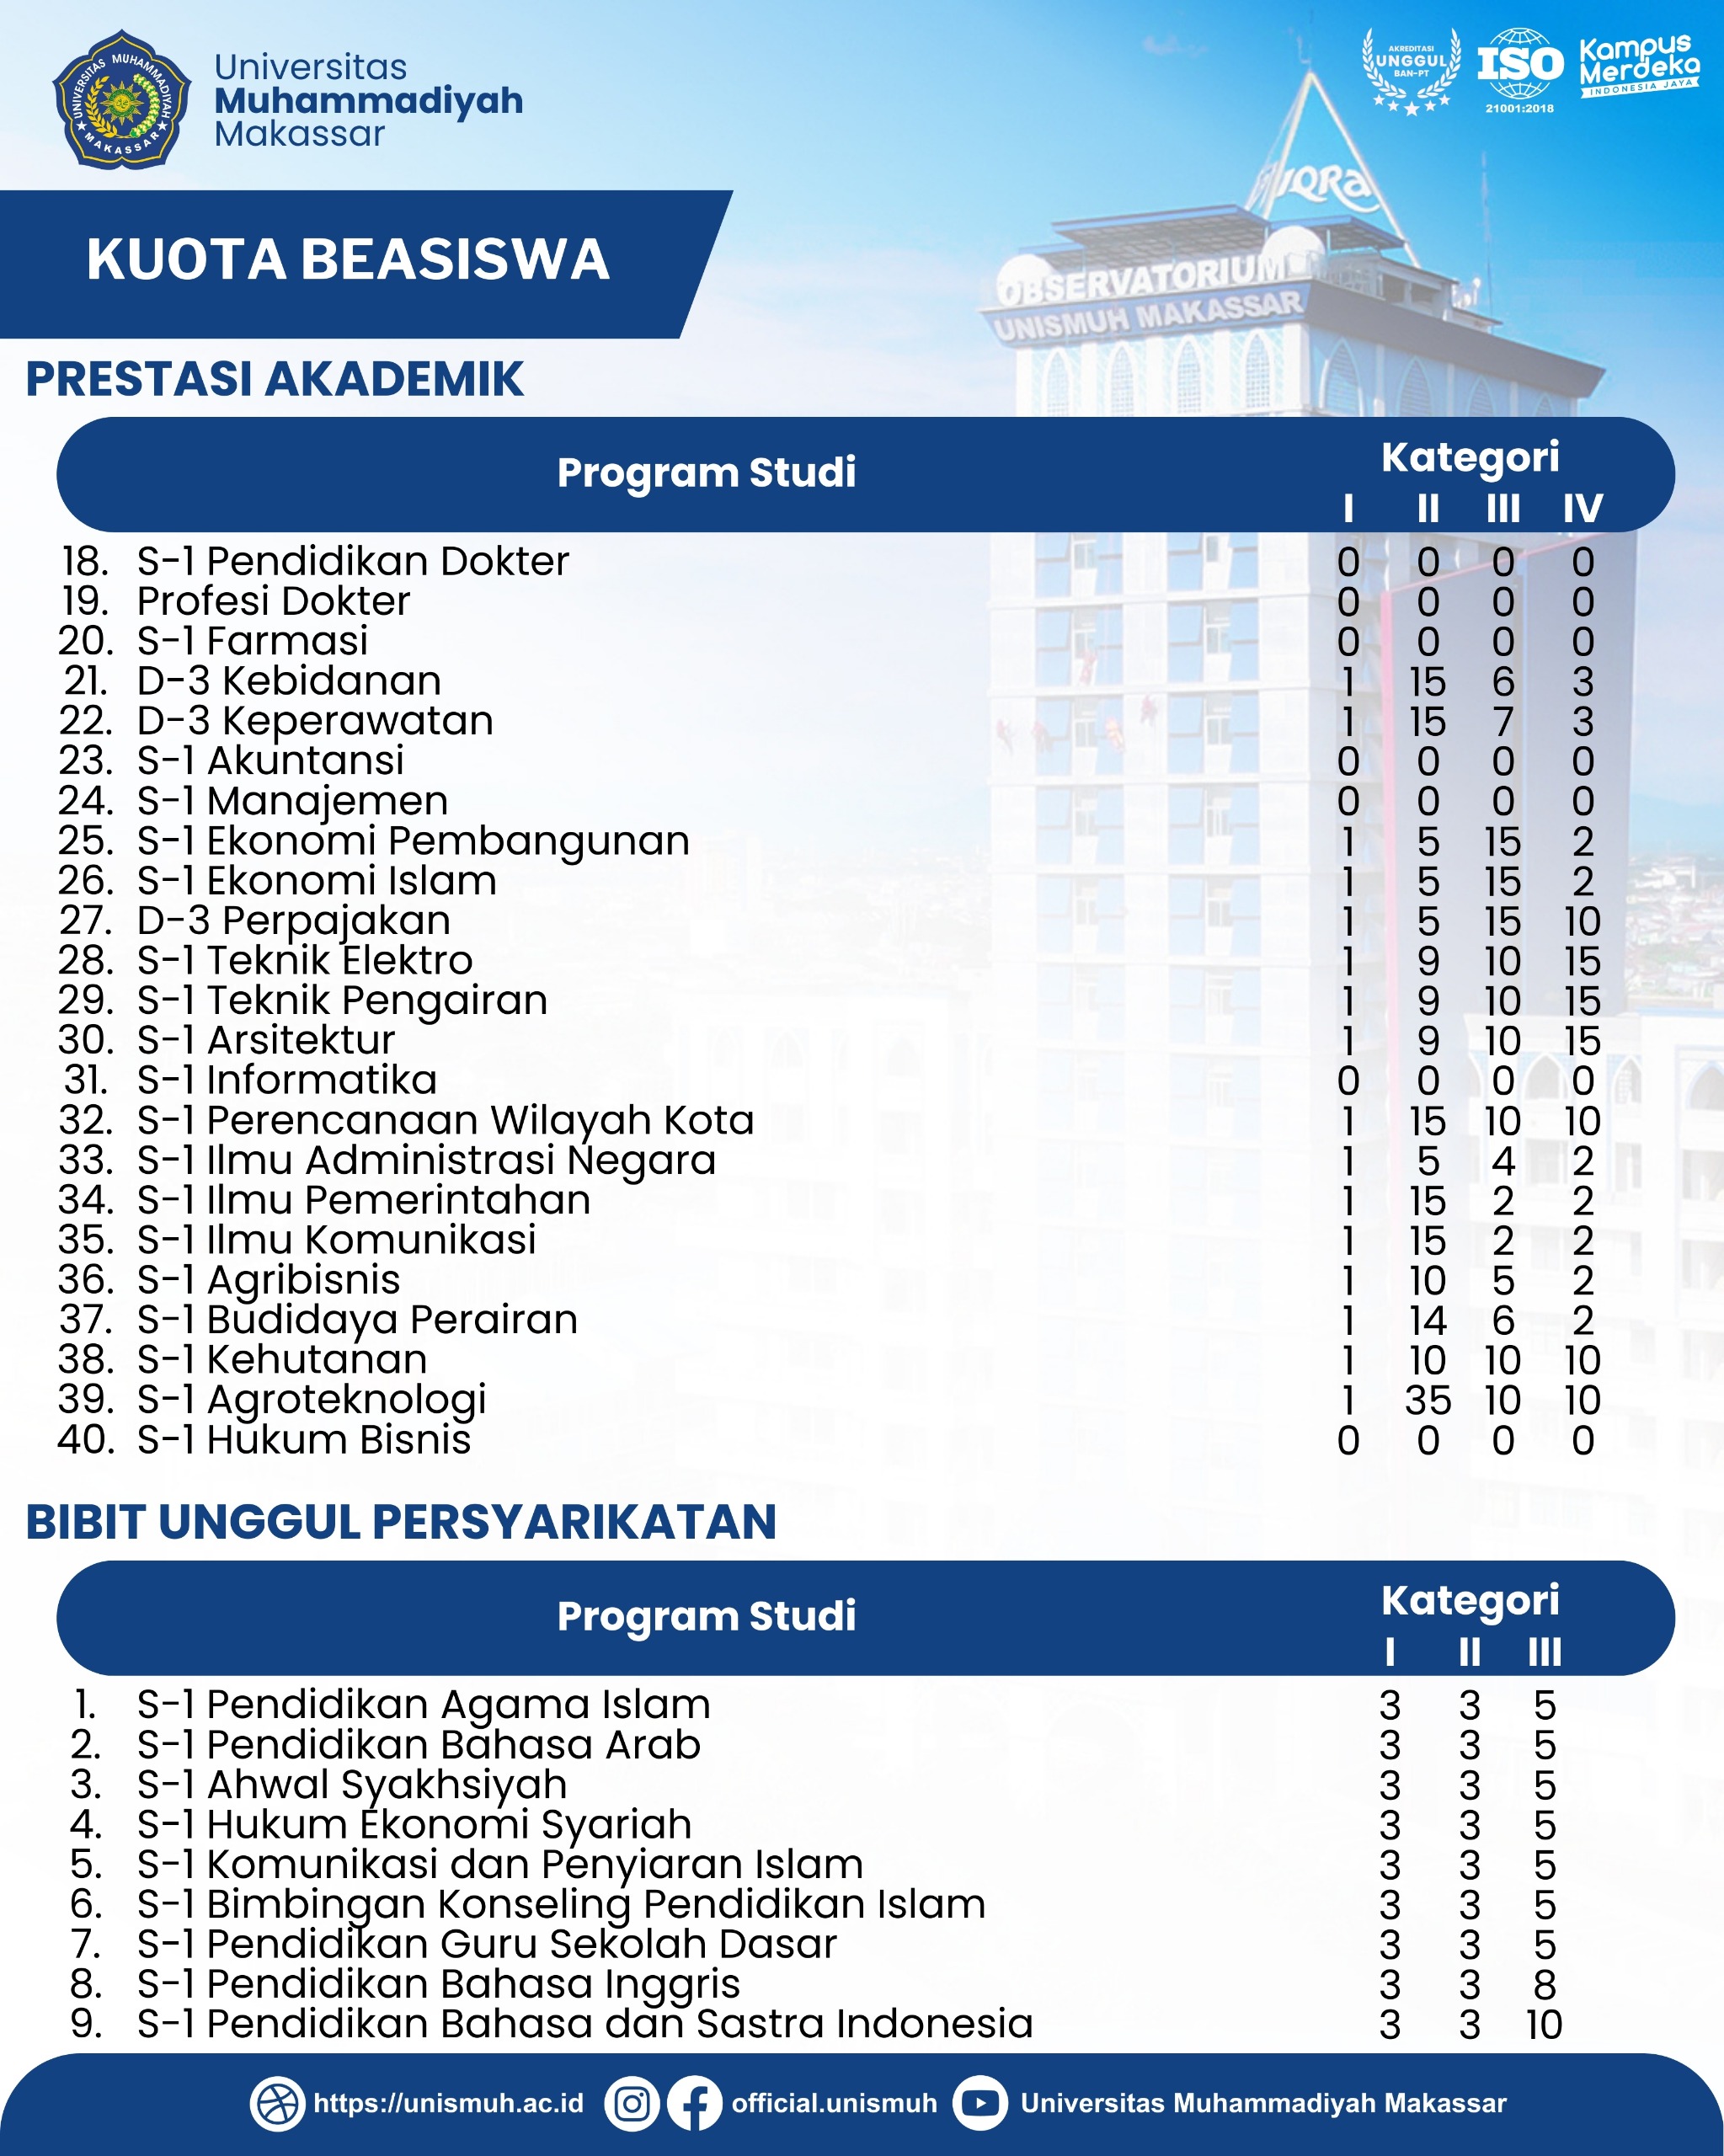 UNIVERSITAS MUHAMMADIYAH
MAKASSAR
Universitas
Muhammadiyah
Makassar
AKREDITASI
UNGGUL
BAN-PT
ISO
21001:2018
Kampus
Merdeka
INDONESIA JAYA
IQRa
OBSERVATORIUM
UNISMUH MAKASSAR
KUOTA BEASISWA
PRESTASI AKADEMIK
Program Studi
Kategori
I II III IV
18. S-1 Pendidikan Dokter 0 0 0 0
19. Profesi Dokter 0 0 0 0
20. S-1 Farmasi 0 0 0 0
21. D-3 Kebidanan 1 15 6 3
22. D-3 Keperawatan 1 15 7 3
23. S-1 Akuntansi 0 0 0 0
24. S-1 Manajemen 0 0 0 0
25. S-1 Ekonomi Pembangunan 1 5 15 2
26. S-1 Ekonomi Islam 1 5 15 2
27. D-3 Perpajakan 1 5 15 10
28. S-1 Teknik Elektro 1 9 10 15
29. S-1 Teknik Pengairan 1 9 10 15
30. S-1 Arsitektur 1 9 10 15
31. S-1 Informatika 0 0 0 0
32. S-1 Perencanaan Wilayah Kota 1 15 10 10
33. S-1 Ilmu Administrasi Negara 1 5 4 2
34. S-1 Ilmu Pemerintahan 1 15 2 2
35. S-1 Ilmu Komunikasi 1 15 2 2
36. S-1 Agribisnis 1 10 5 2
37. S-1 Budidaya Perairan 1 14 6 2
38. S-1 Kehutanan 1 10 10 10
39. S-1 Agroteknologi 1 35 10 10
40. S-1 Hukum Bisnis 0 0 0 0
BIBIT UNGGUL PERSYARIKATAN
Program Studi
Kategori
I II III
1. S-1 Pendidikan Agama Islam 3 3 5
2. S-1 Pendidikan Bahasa Arab 3 3 5
3. S-1 Ahwal Syakhsiyah 3 3 5
4. S-1 Hukum Ekonomi Syariah 3 3 5
5. S-1 Komunikasi dan Penyiaran Islam 3 3 5
6. S-1 Bimbingan Konseling Pendidikan Islam 3 3 5
7. S-1 Pendidikan Guru Sekolah Dasar 3 3 5
8. S-1 Pendidikan Bahasa Inggris 3 3 8
9. S-1 Pendidikan Bahasa dan Sastra Indonesia 3 3 10
https://unismuh.ac.id official.unismuh Universitas Muhammadiyah Makassar